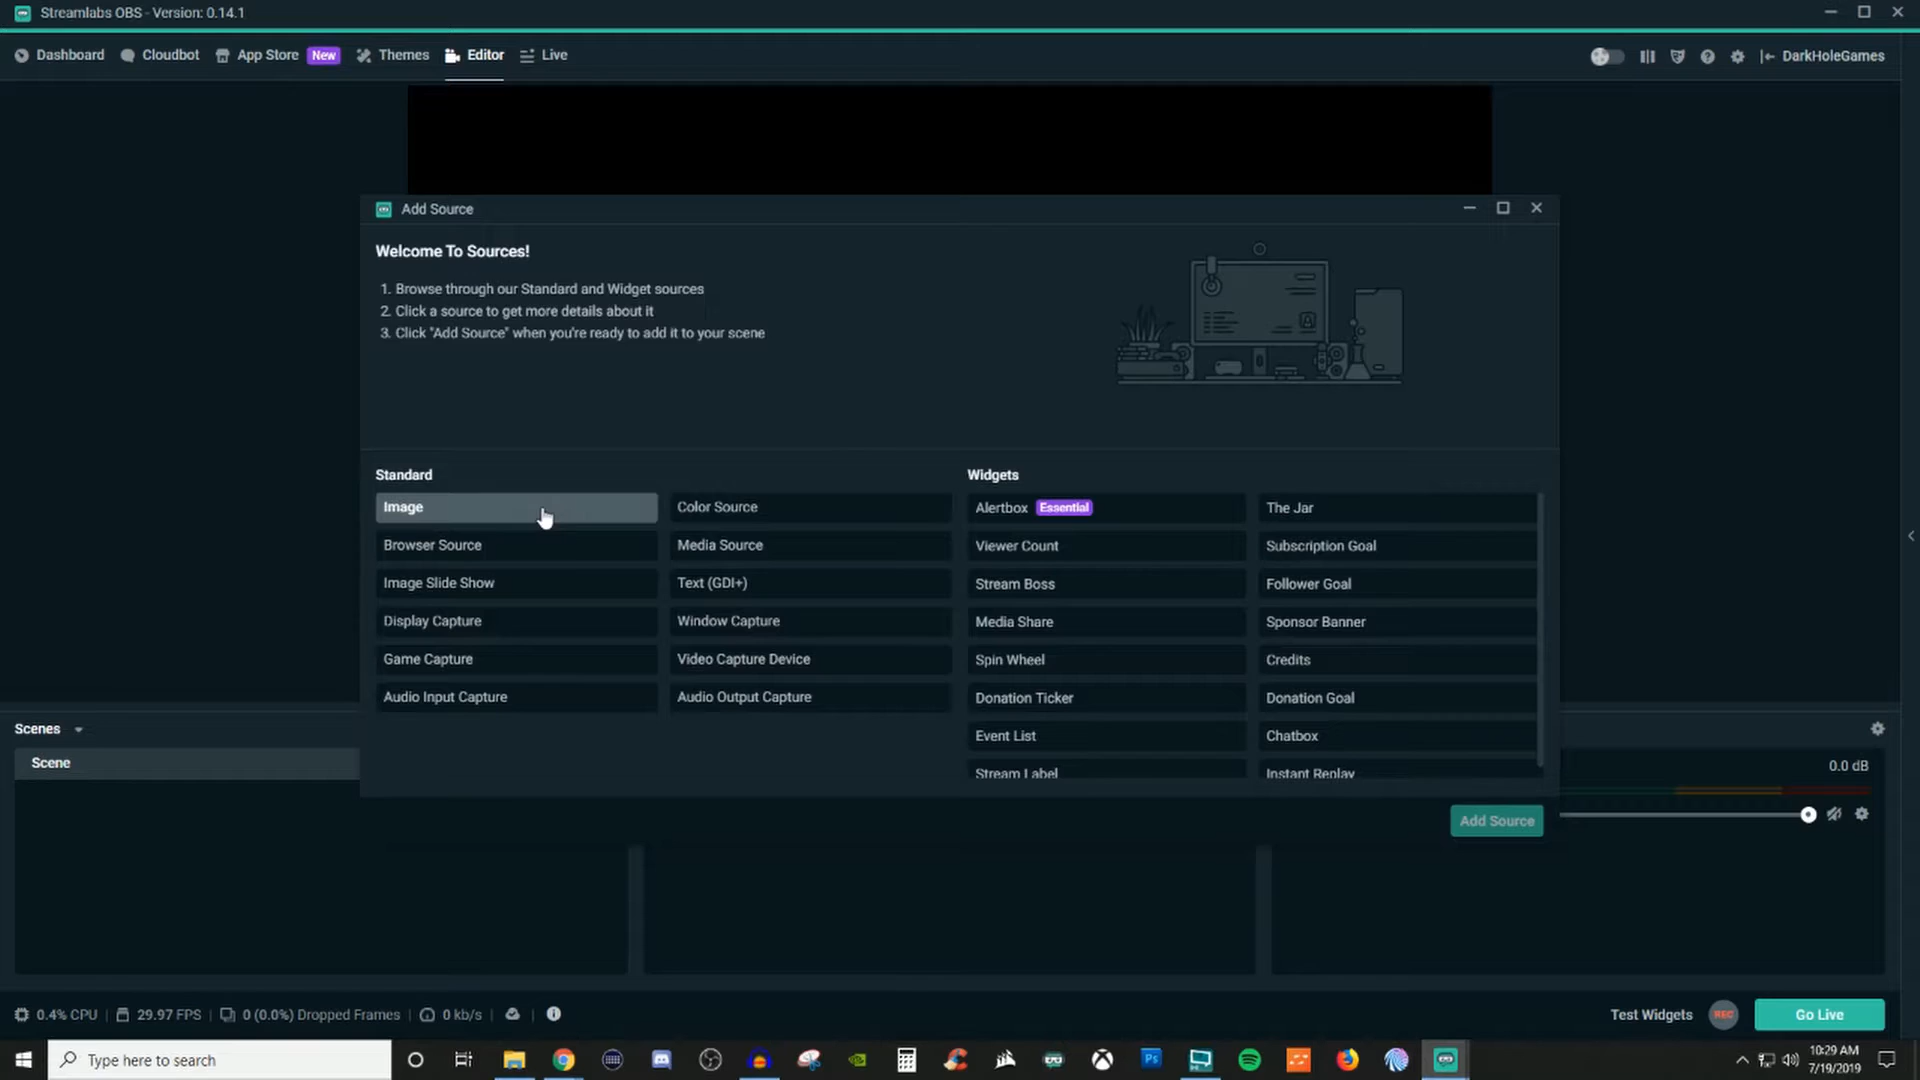 Streamlabs OBS - Version: 0.14.1
Dashboard Cloudbot App Store New Themes Editor Live DarkHoleGames
Add Source
Welcome To Sources!
1. Browse through our Standard and Widget sources
2. Click a source to get more details about it
3. Click "Add Source" when you're ready to add it to your scene
Standard Widgets
Image Color Source Alertbox Essential The Jar
Browser Source Media Source Viewer Count Subscription Goal
Image Slide Show Text (GDI+) Stream Boss Follower Goal
Display Capture Window Capture Media Share Sponsor Banner
Game Capture Video Capture Device Spin Wheel Credits
Audio Input Capture Audio Output Capture Donation Ticker Donation Goal
Scenes Event List Chatbox
Scene Stream Label Instant Replay 0.0 dB
Add Source
0.4% CPU 29.97 FPS 0 (0.0%) Dropped Frames 0 kb/s Test Widgets REC Go Live
Type here to search Ps 10:29 AM
7/19/2019